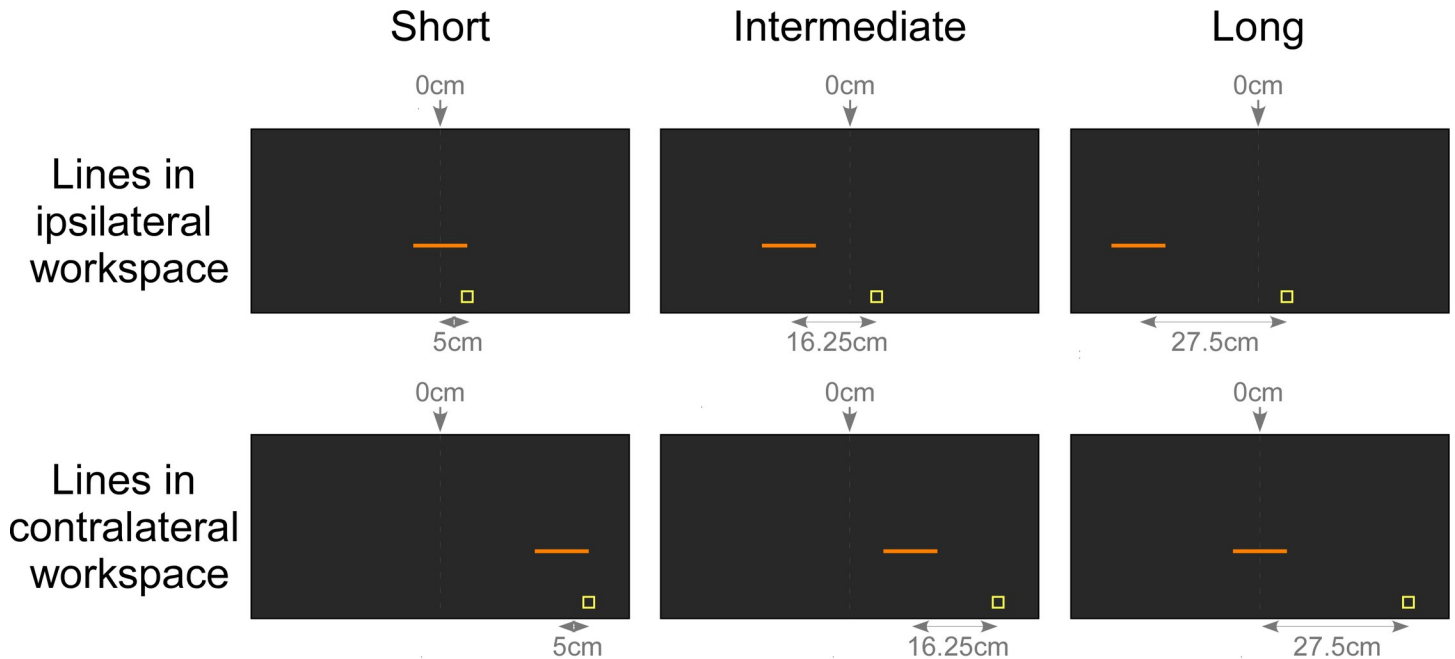 Short Intermediate Long
0cm 0cm 0cm
Lines in
ipsilateral
workspace
5cm 16.25cm 27.5cm
0cm 0cm 0cm
Lines in
contralateral
workspace
5cm 16.25cm 27.5cm